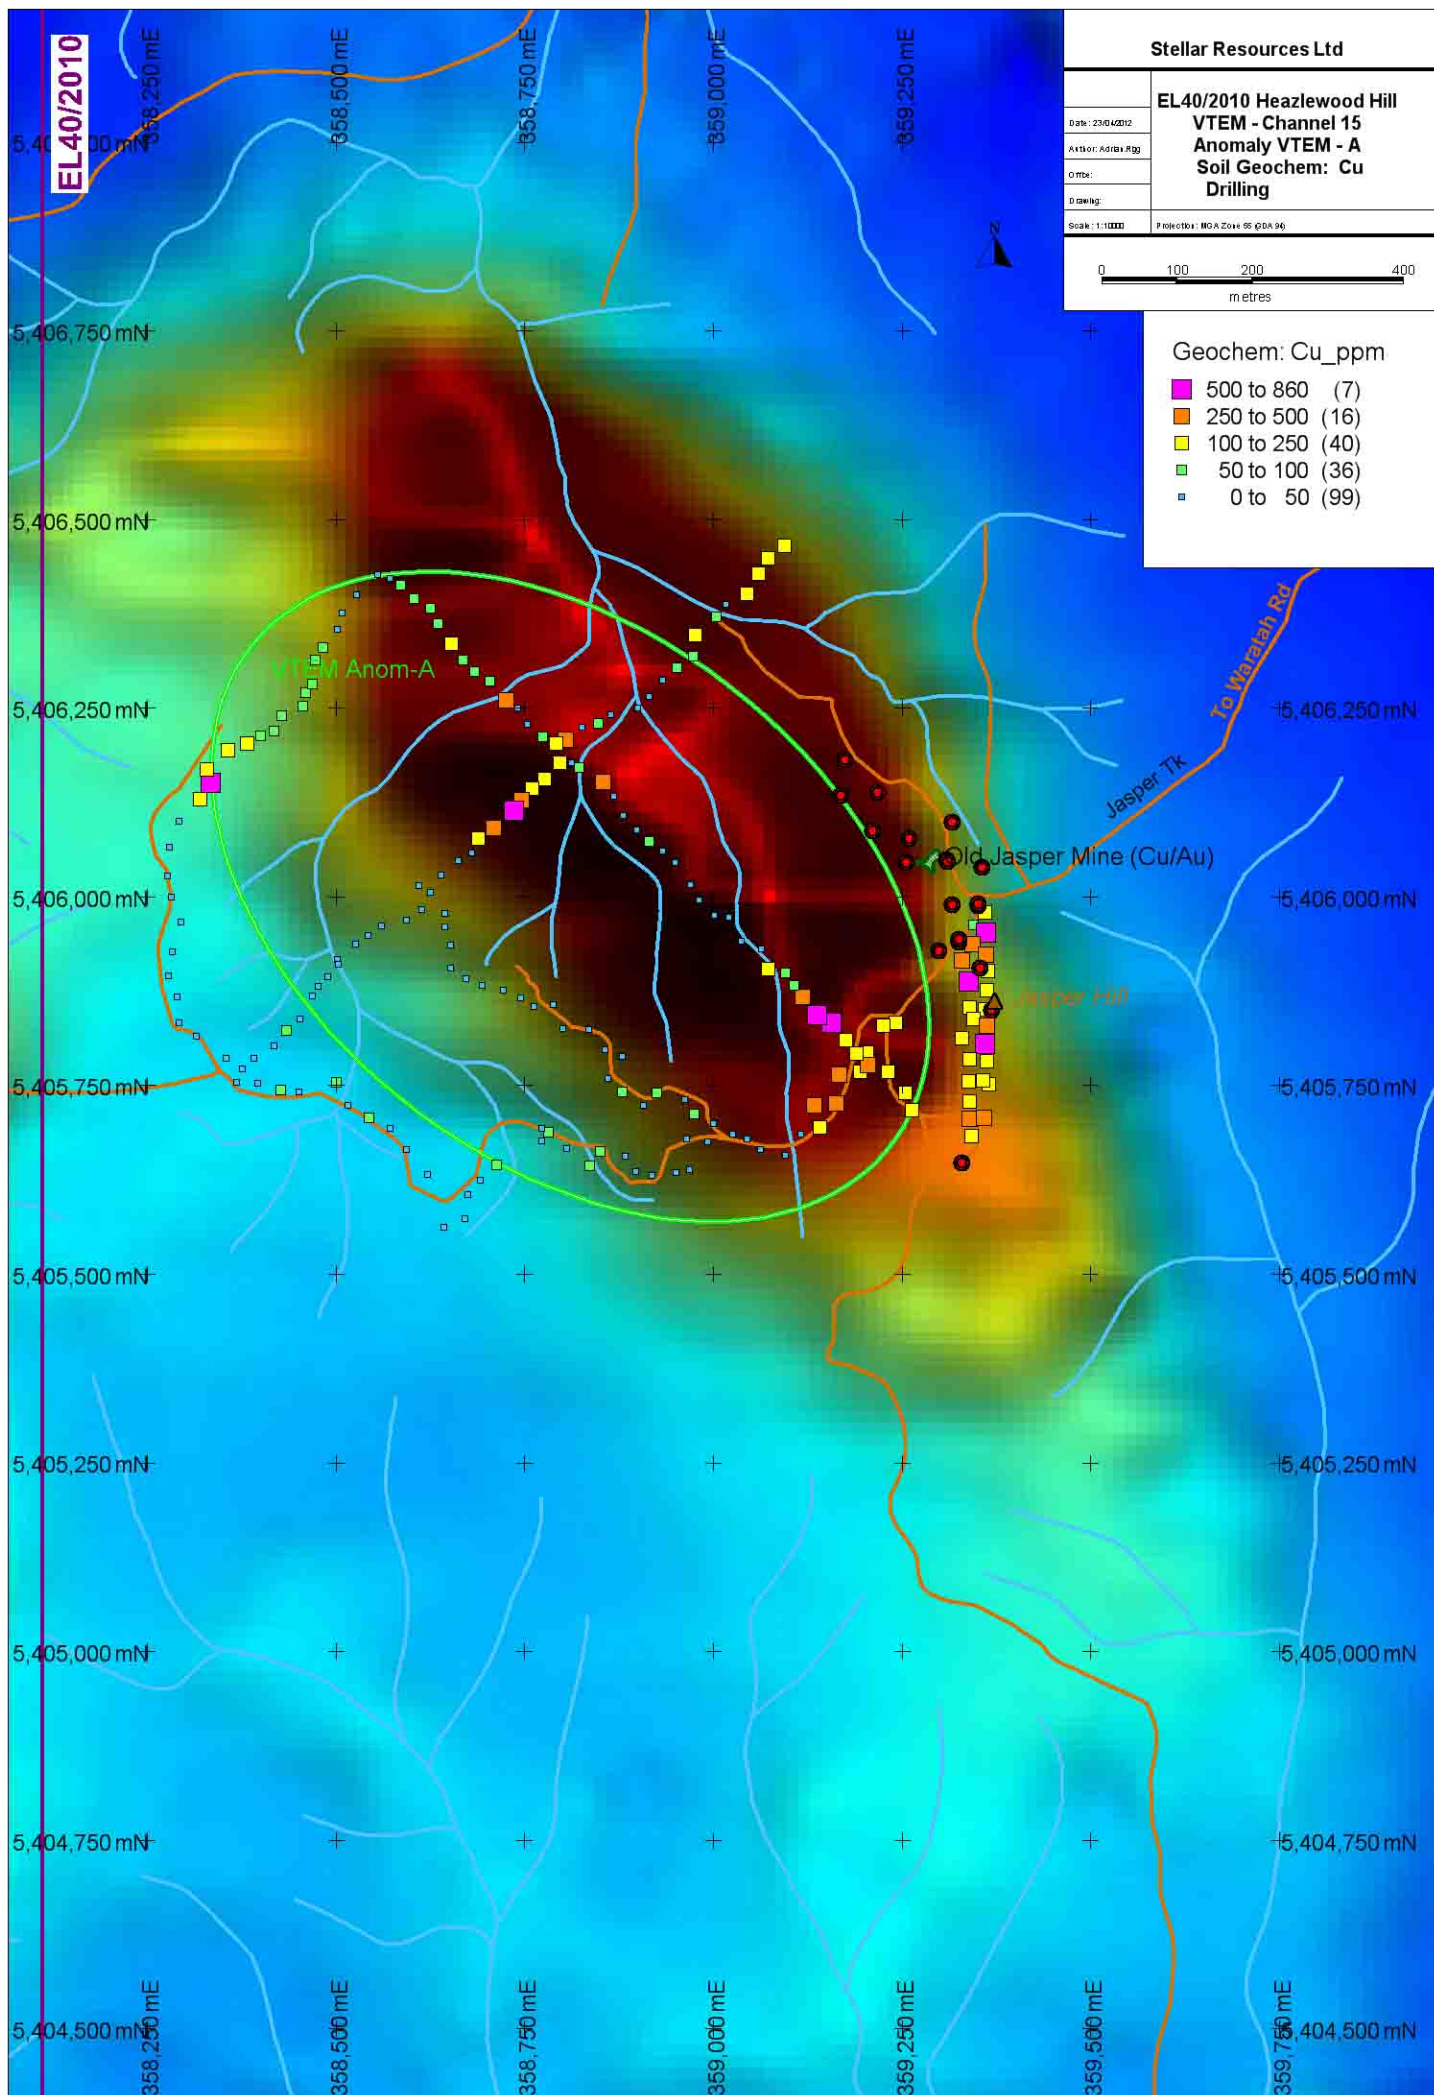 Stellar Resources Ltd
EL40/2010 Heazlewood Hill
VTEM - Channel 15
Anomaly VTEM - A
Soil Geochem: Cu
Drilling
Date: 23/04/2012
Author: Adrian.Rigg
Office:
Drawing:
Scale: 1:10000
Projection: MGA Zone 55 (GDA 94)
0 100 200 400
metres
Geochem: Cu_ppm
500 to 860 (7)
250 to 500 (16)
100 to 250 (40)
50 to 100 (36)
0 to 50 (99)
EL40/2010
358,250 mE
358,500 mE
358,750 mE
359,000 mE
359,250 mE
N
5,406,750 mN
5,406,500 mN
VTEM Anom-A
5,406,250 mN
5,406,250 mN
To Waratah Rd
Jasper Tk
Old Jasper Mine (Cu/Au)
5,406,000 mN
5,406,000 mN
Jasper Hill
5,405,750 mN
5,405,750 mN
5,405,500 mN
5,405,500 mN
5,405,250 mN
5,405,250 mN
5,405,000 mN
5,405,000 mN
5,404,750 mN
5,404,750 mN
5,404,500 mN
5,404,500 mN
358,250 mE
358,500 mE
358,750 mE
359,000 mE
359,250 mE
359,500 mE
359,750 mE